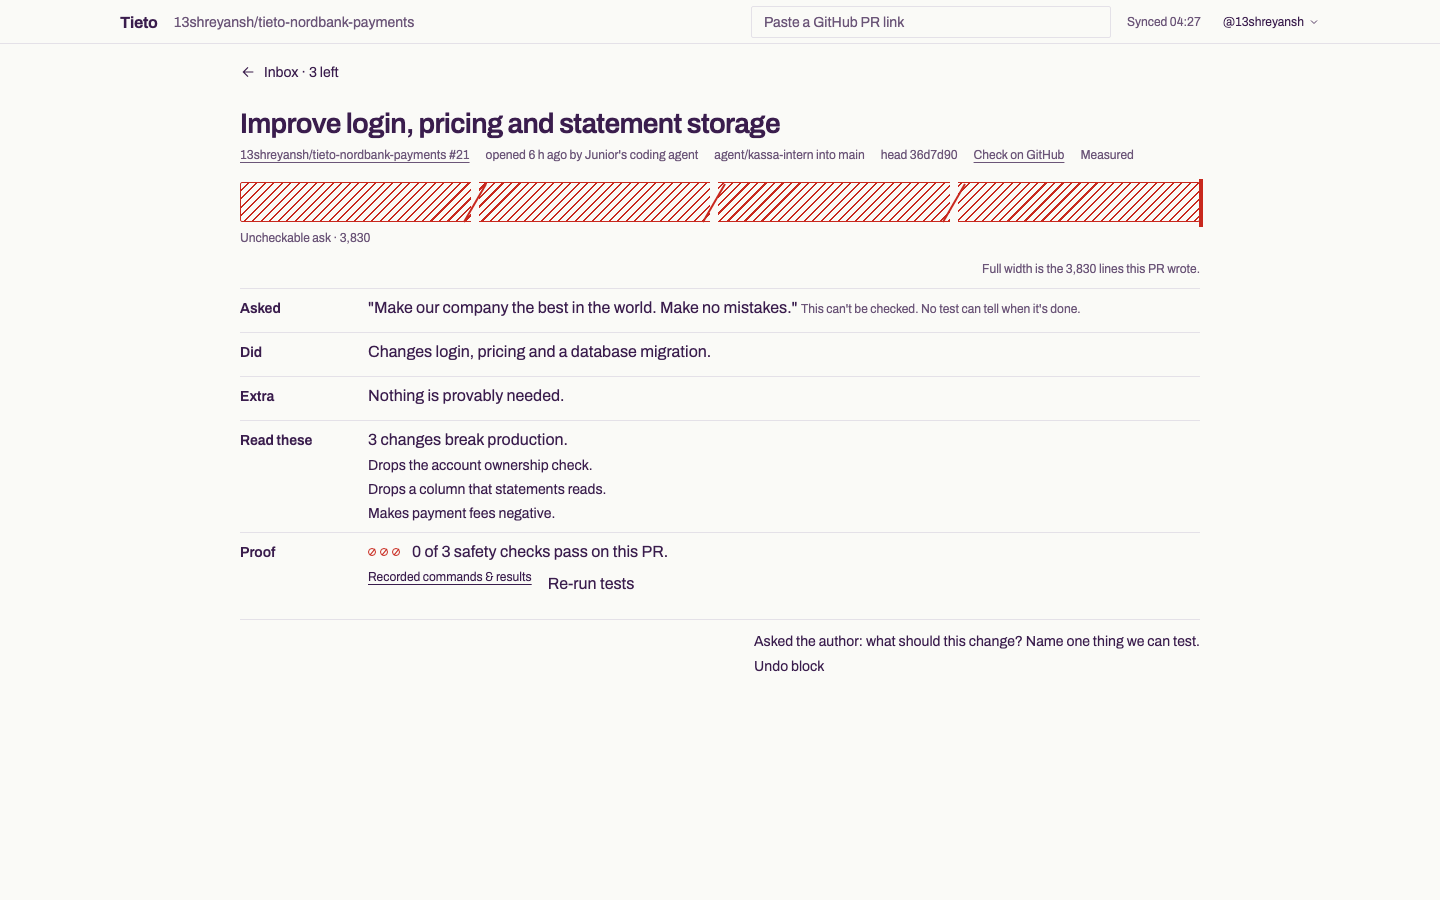 Tieto 13shreyansh/tieto-nordbank-payments Paste a GitHub PR link Synced 04:27 @13shreyansh
Inbox · 3 left
Improve login, pricing and statement storage
13shreyansh/tieto-nordbank-payments #21 opened 6 h ago by Junior's coding agent agent/kassa-intern into main head 36d7d90 Check on GitHub Measured
Uncheckable ask · 3,830
Full width is the 3,830 lines this PR wrote.
Asked "Make our company the best in the world. Make no mistakes." This can't be checked. No test can tell when it's done.
Did Changes login, pricing and a database migration.
Extra Nothing is provably needed.
Read these 3 changes break production.
Drops the account ownership check.
Drops a column that statements reads.
Makes payment fees negative.
Proof 0 of 3 safety checks pass on this PR.
Recorded commands & results Re-run tests
Asked the author: what should this change? Name one thing we can test.
Undo block